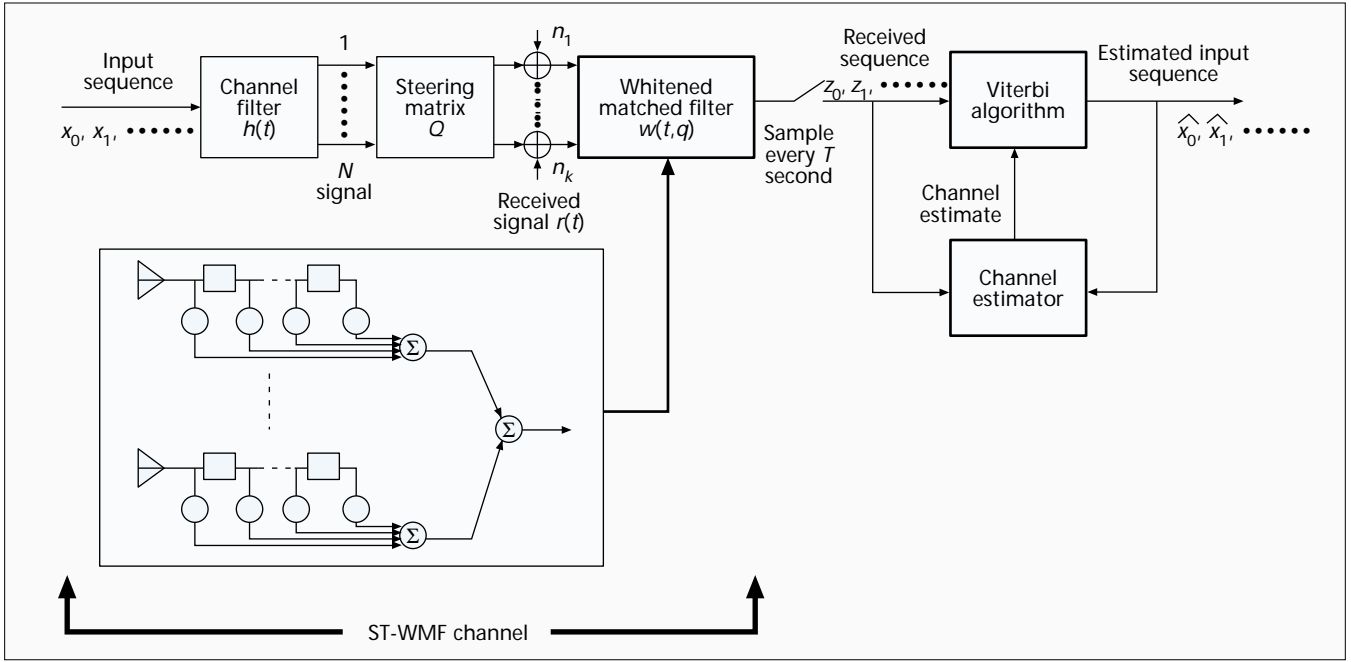 Input
sequence
x0, x1, ••••••
Channel
filter
h(t)
1
N
signal
Steering
matrix
Q
n1
nk
Received
signal r(t)
Whitened
matched filter
w(t,q)
Sample
every T
second
Received
sequence
z0, z1, ••••••
Viterbi
algorithm
Estimated input
sequence
x̂0, x̂1, ••••••
Channel
estimate
Channel
estimator
Σ
Σ
Σ
ST-WMF channel